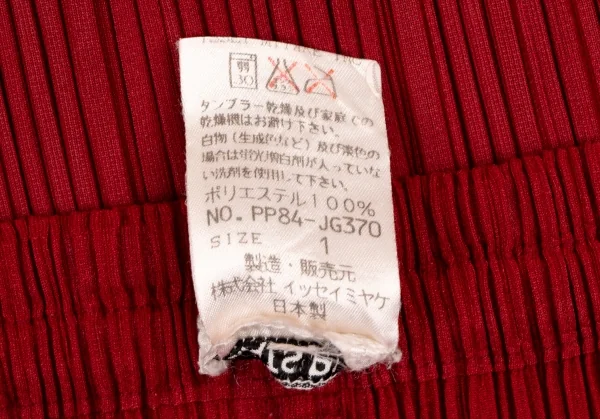 弱
30
タンブラー乾燥及び家庭での
乾燥機はお避け下さい。
白物(生成色など)及び淡色の
場合は蛍光増白剤が入っていな
い洗剤を使用して下さい。
ポリエステル100%
NO. PP84-JG370
SIZE 1
製造・販売元
株式会社 イッセイミヤケ
日本製